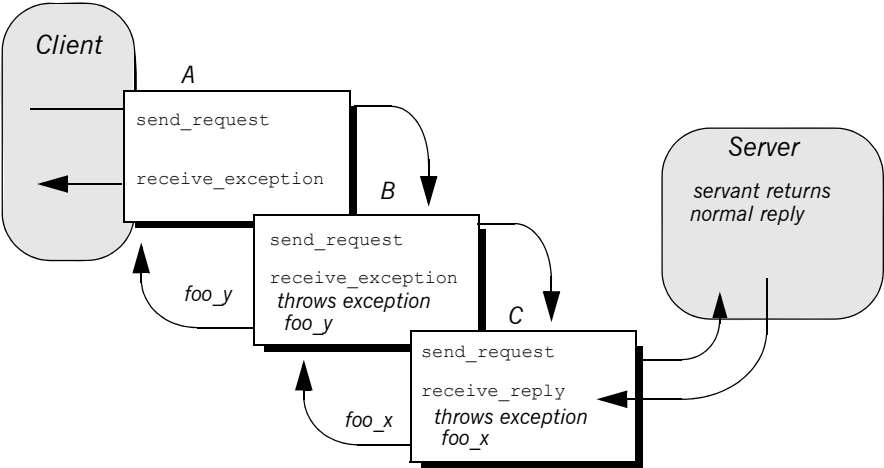 Client
A
send_request
receive_exception
B
send_request
receive_exception
throws exception
foo_y
foo_y
C
send_request
receive_reply
throws exception
foo_x
foo_x
Server
servant returns
normal reply